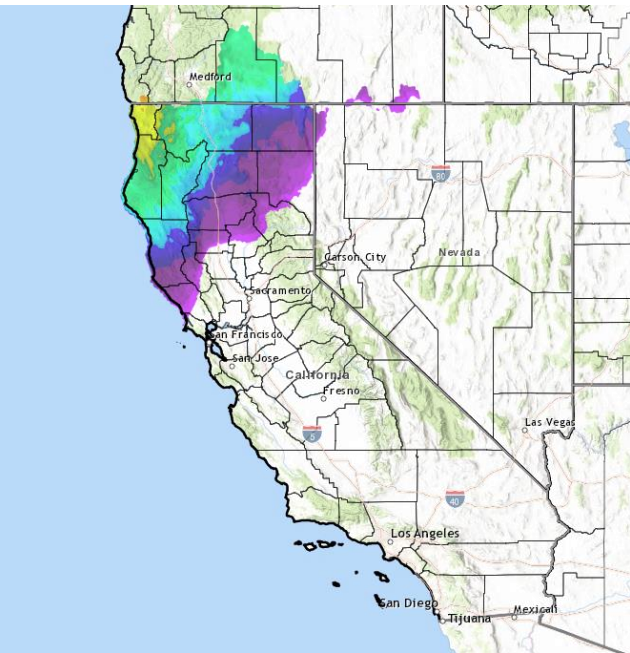 Medford
80
Nevada
Carson City
Sacramento
San Francisco
San Jose
California
Fresno
5
Las Vegas
40
Los Angeles
San Diego
Tijuana
Mexicali